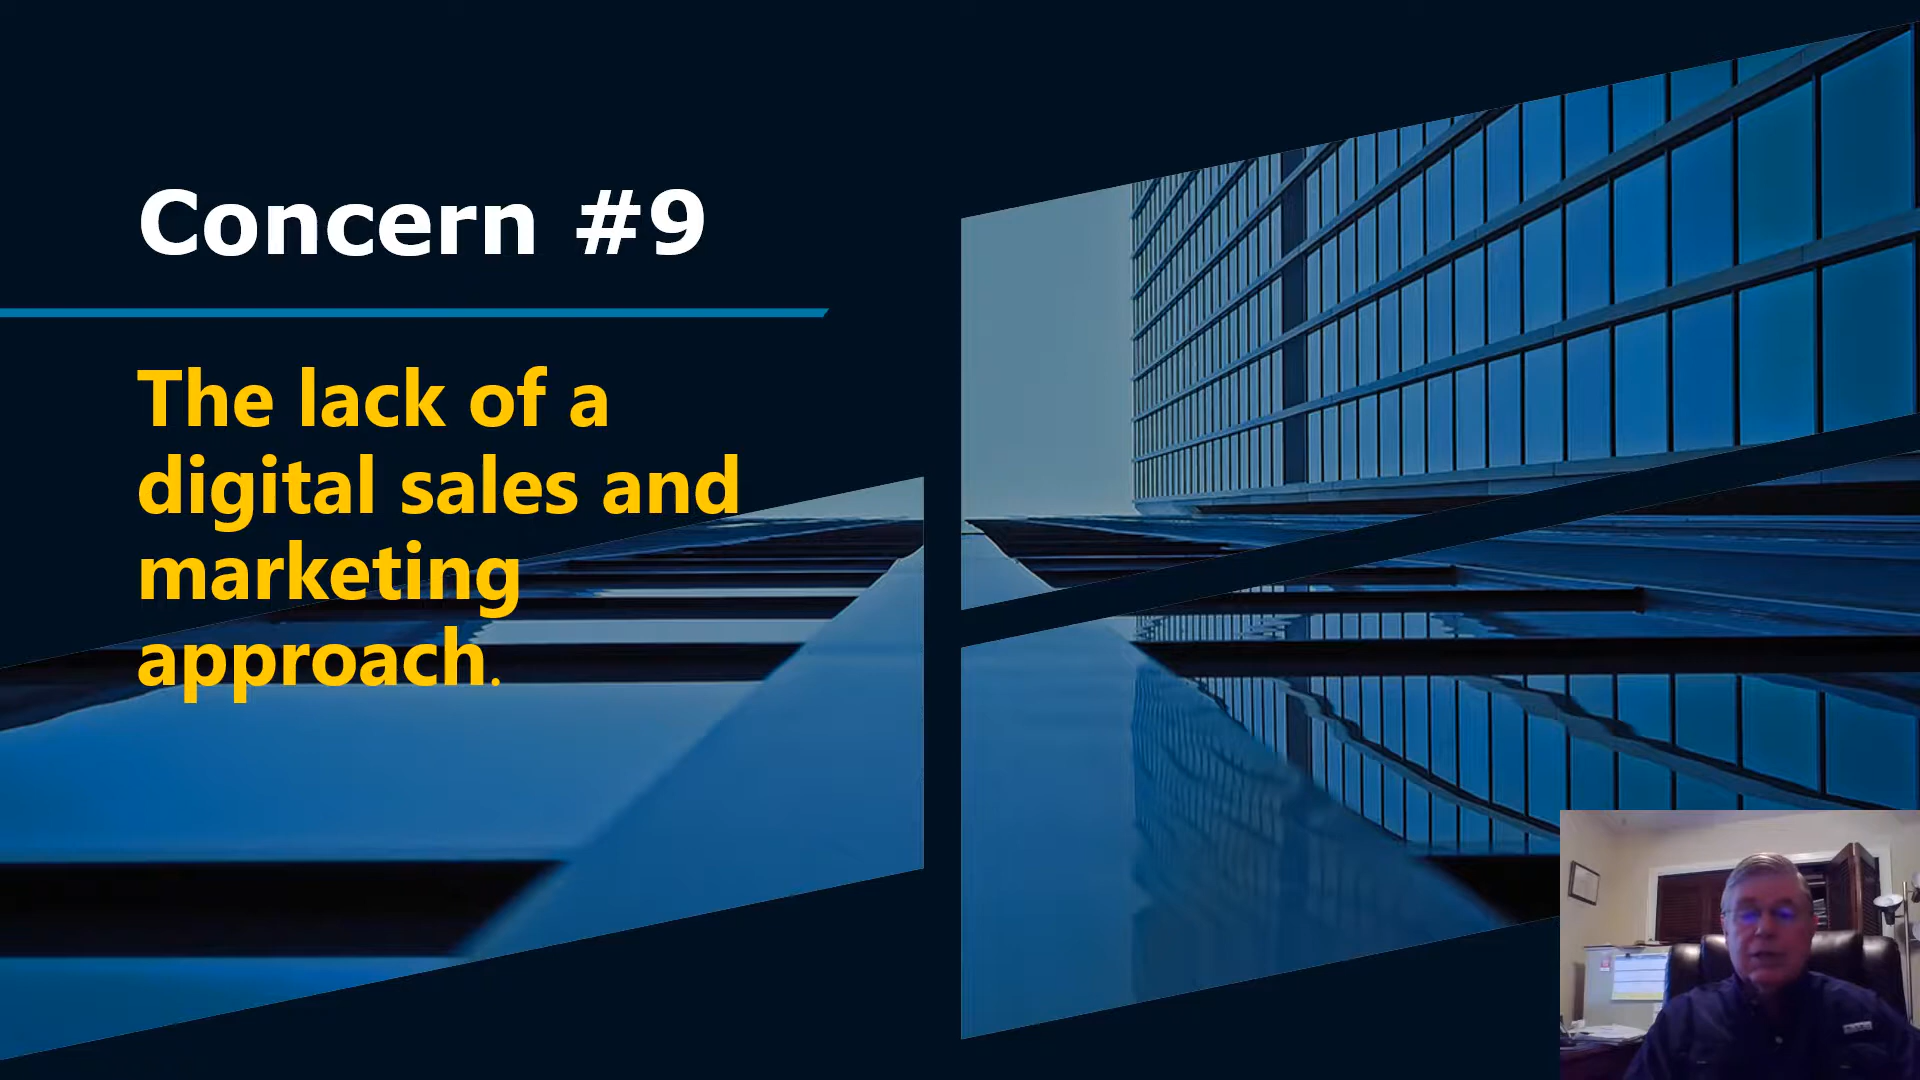 Concern #9
The lack of a
digital sales and
marketing
approach.